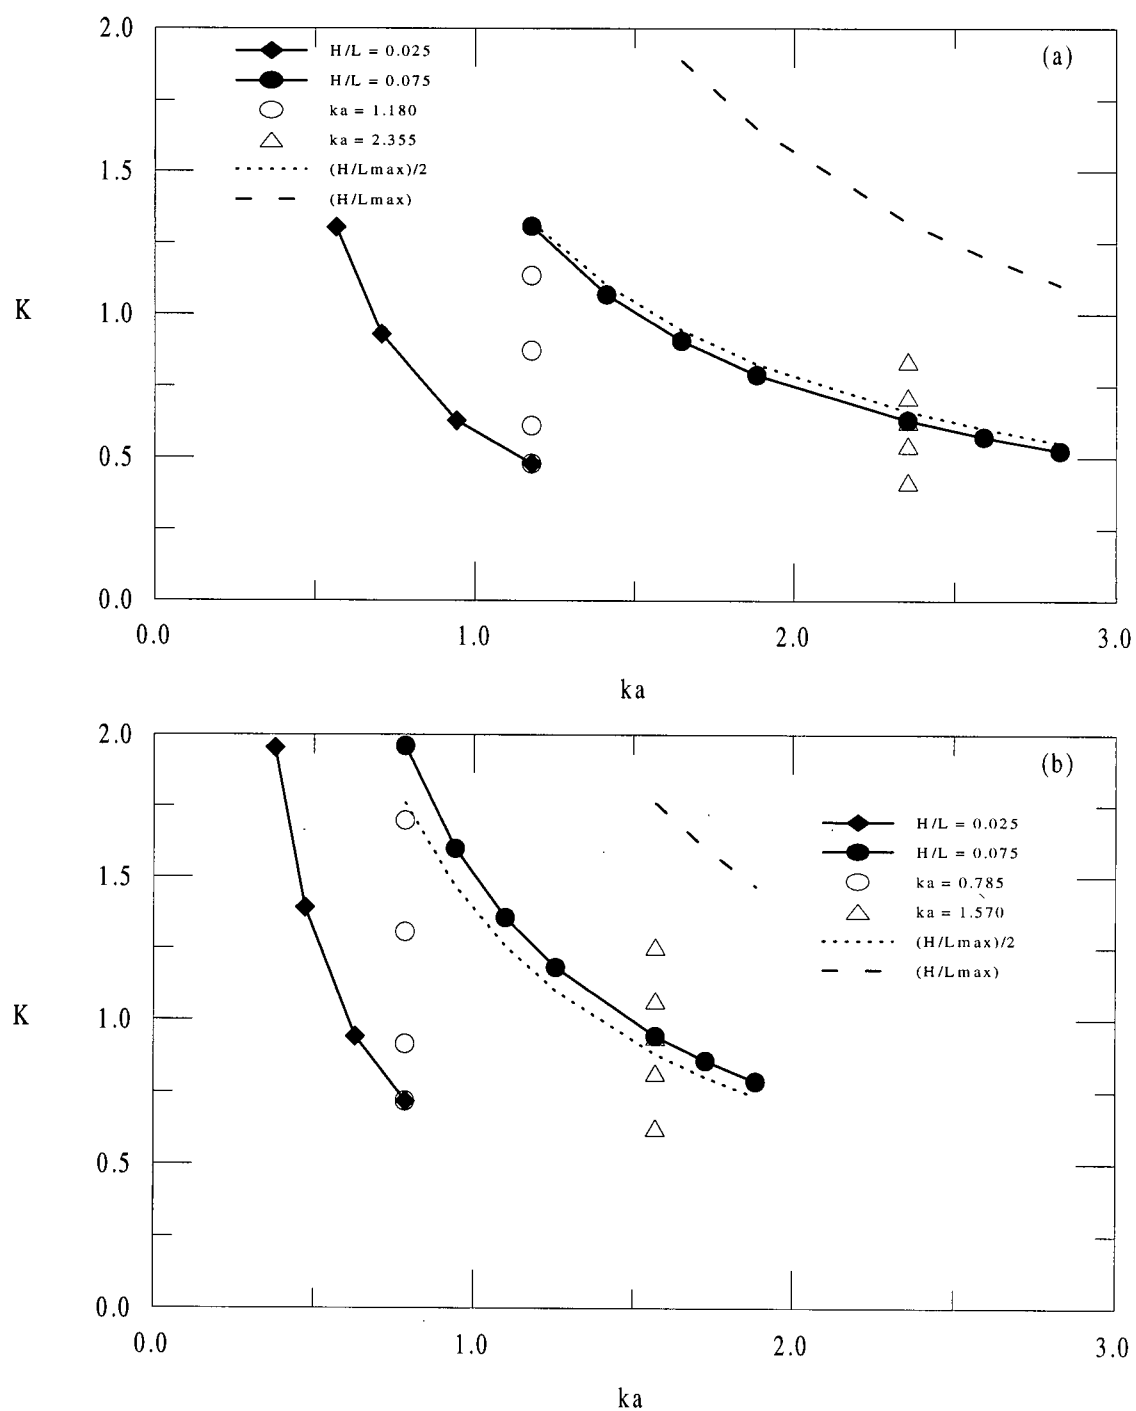 2.0
(a)
H/L = 0.025
H/L = 0.075
ka = 1.180
ka = 2.355
(H/Lmax)/2
(H/Lmax)
1.5
K
1.0
0.5
0.0
0.0 1.0 2.0 3.0
ka
2.0
(b)
H/L = 0.025
H/L = 0.075
ka = 0.785
ka = 1.570
(H/Lmax)/2
(H/Lmax)
1.5
K
1.0
0.5
0.0
0.0 1.0 2.0 3.0
ka